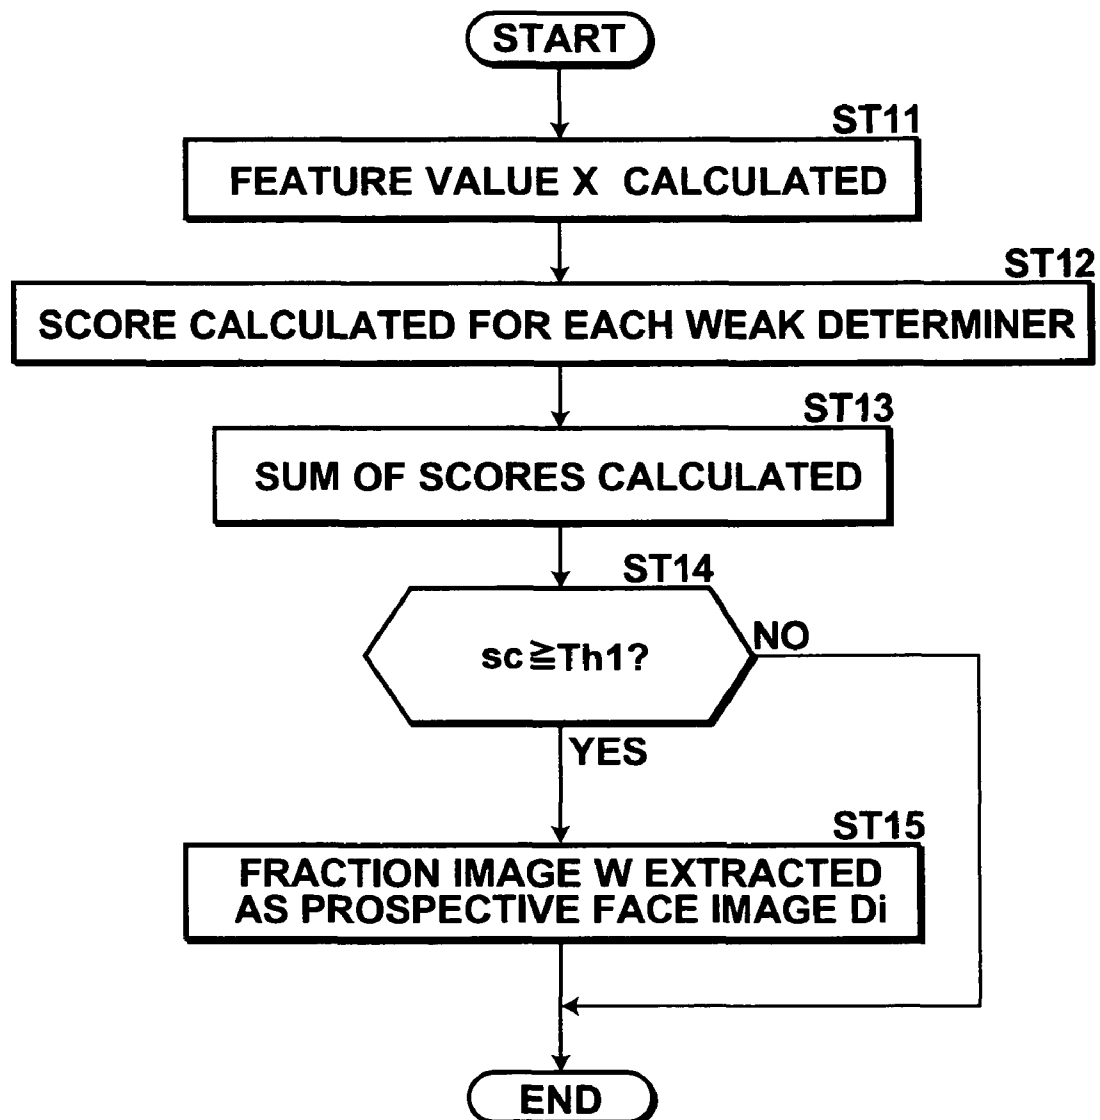 START
ST11
FEATURE VALUE X CALCULATED
ST12
SCORE CALCULATED FOR EACH WEAK DETERMINER
ST13
SUM OF SCORES CALCULATED
ST14
sc≧Th1?
NO
YES
ST15
FRACTION IMAGE W EXTRACTED
AS PROSPECTIVE FACE IMAGE Di
END